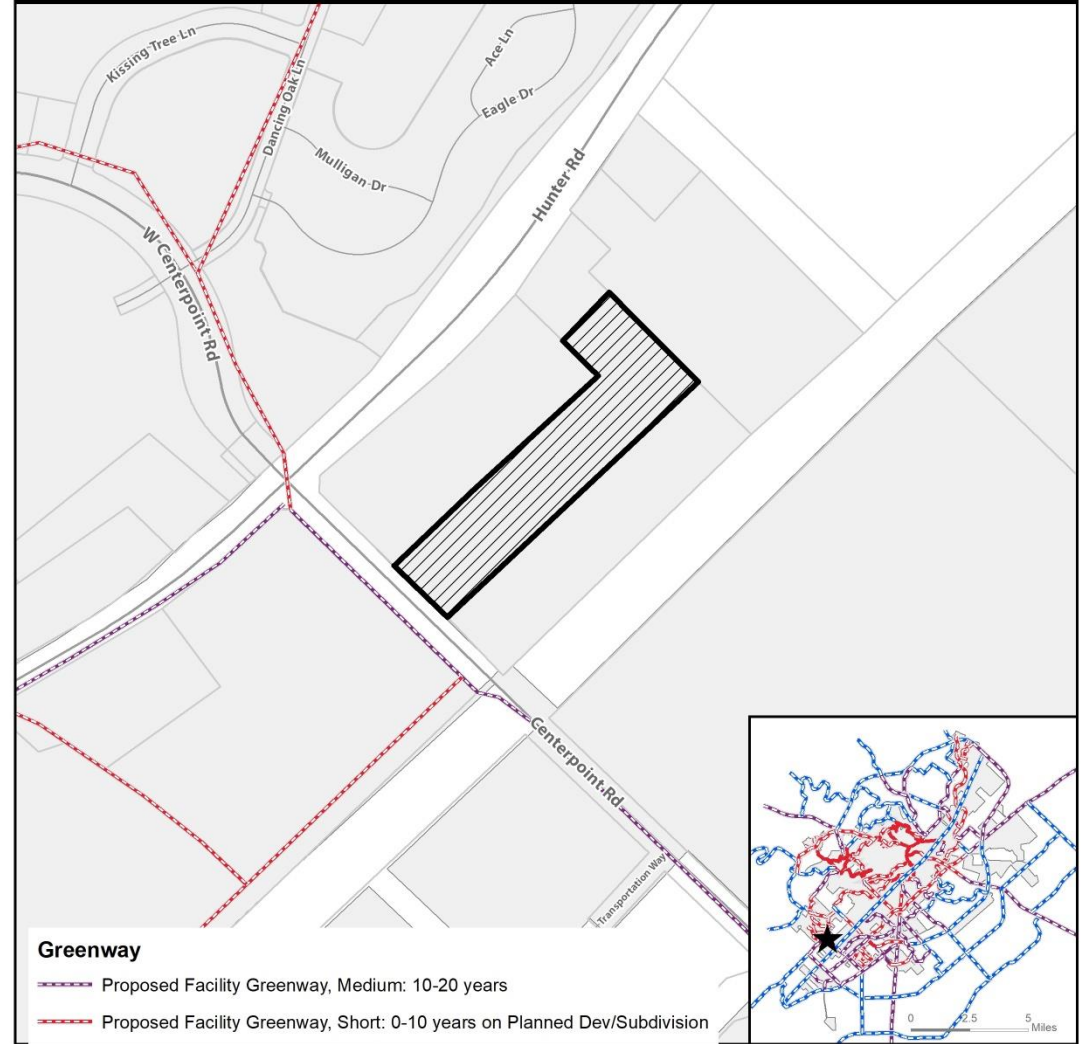 Kissing Tree Ln
Ace Ln
Eagle Dr
Dancing Oak Ln
Mulligan Dr
Hunter Rd
W Centerpoint Rd
Centerpoint Rd
Transportation Way
Greenway
Proposed Facility Greenway, Medium: 10-20 years
Proposed Facility Greenway, Short: 0-10 years on Planned Dev/Subdivision
0 2.5 5
Miles